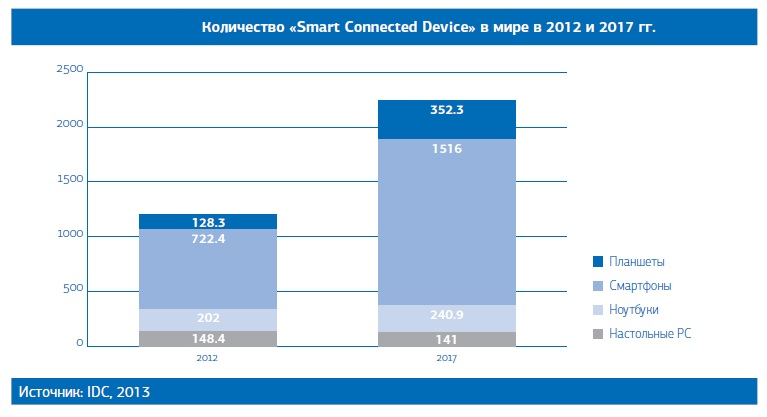 Количество «Smart Connected Device» в мире в 2012 и 2017 гг.
2500
2000
1500
1000
500
0
128.3
722.4
202
148.4
352.3
1516
240.9
141
2012
2017
Планшеты
Смартфоны
Ноутбуки
Настольные PC
Источник: IDC, 2013